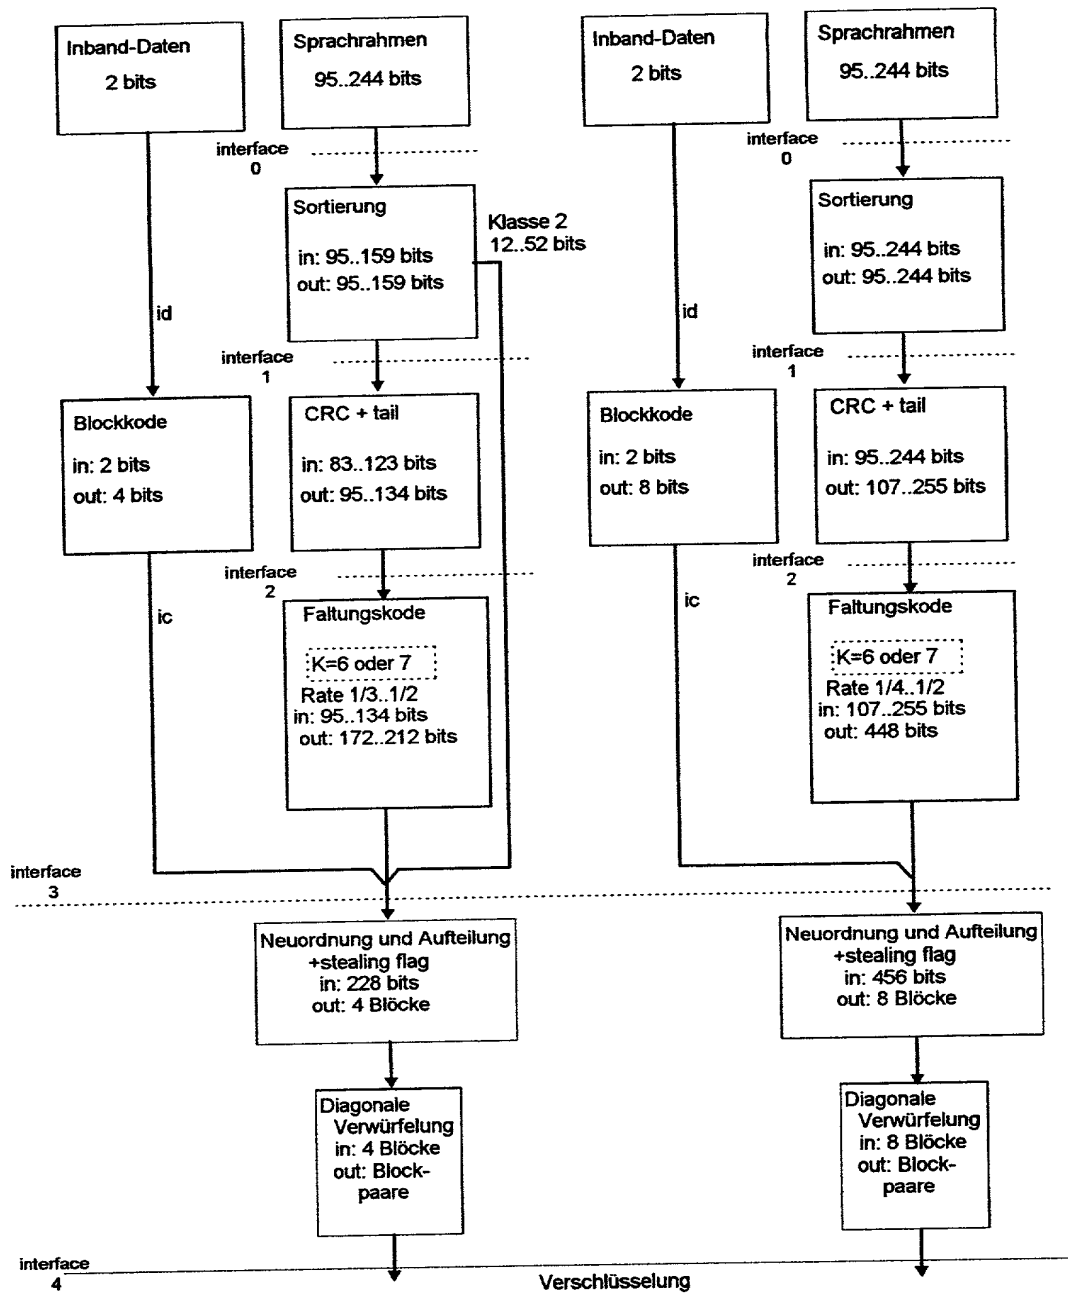 Inband-Daten
2 bits
Sprachrahmen
95..244 bits
interface
0
Sortierung
in: 95..159 bits
out: 95..159 bits
Klasse 2
12..52 bits
id
interface
1
Blockkode
in: 2 bits
out: 4 bits
CRC + tail
in: 83..123 bits
out: 95..134 bits
interface
2
ic
Faltungskode
K=6 oder 7
Rate 1/3..1/2
in: 95..134 bits
out: 172..212 bits
interface
3
Neuordnung und Aufteilung
+stealing flag
in: 228 bits
out: 4 Blöcke
Diagonale
Verwürfelung
in: 4 Blöcke
out: Block-
paare
Inband-Daten
2 bits
Sprachrahmen
95..244 bits
interface
0
Sortierung
in: 95..244 bits
out: 95..244 bits
id
interface
1
Blockkode
in: 2 bits
out: 8 bits
CRC + tail
in: 95..244 bits
out: 107..255 bits
interface
2
ic
Faltungskode
K=6 oder 7
Rate 1/4..1/2
in: 107..255 bits
out: 448 bits
Neuordnung und Aufteilung
+stealing flag
in: 456 bits
out: 8 Blöcke
Diagonale
Verwürfelung
in: 8 Blöcke
out: Block-
paare
interface
4
Verschlüsselung